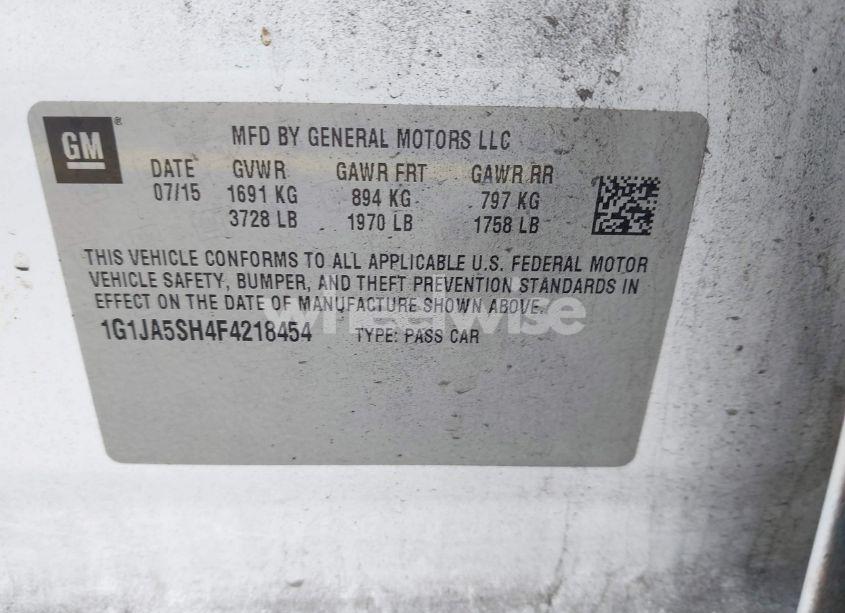 GM®
MFD BY GENERAL MOTORS LLC
DATE GVWR GAWR FRT GAWR RR
07/15 1691 KG 894 KG 797 KG
3728 LB 1970 LB 1758 LB
THIS VEHICLE CONFORMS TO ALL APPLICABLE U.S. FEDERAL MOTOR
VEHICLE SAFETY, BUMPER, AND THEFT PREVENTION STANDARDS IN
EFFECT ON THE DATE OF MANUFACTURE SHOWN ABOVE.
wheelwise
1G1JA5SH4F4218454 TYPE: PASS CAR